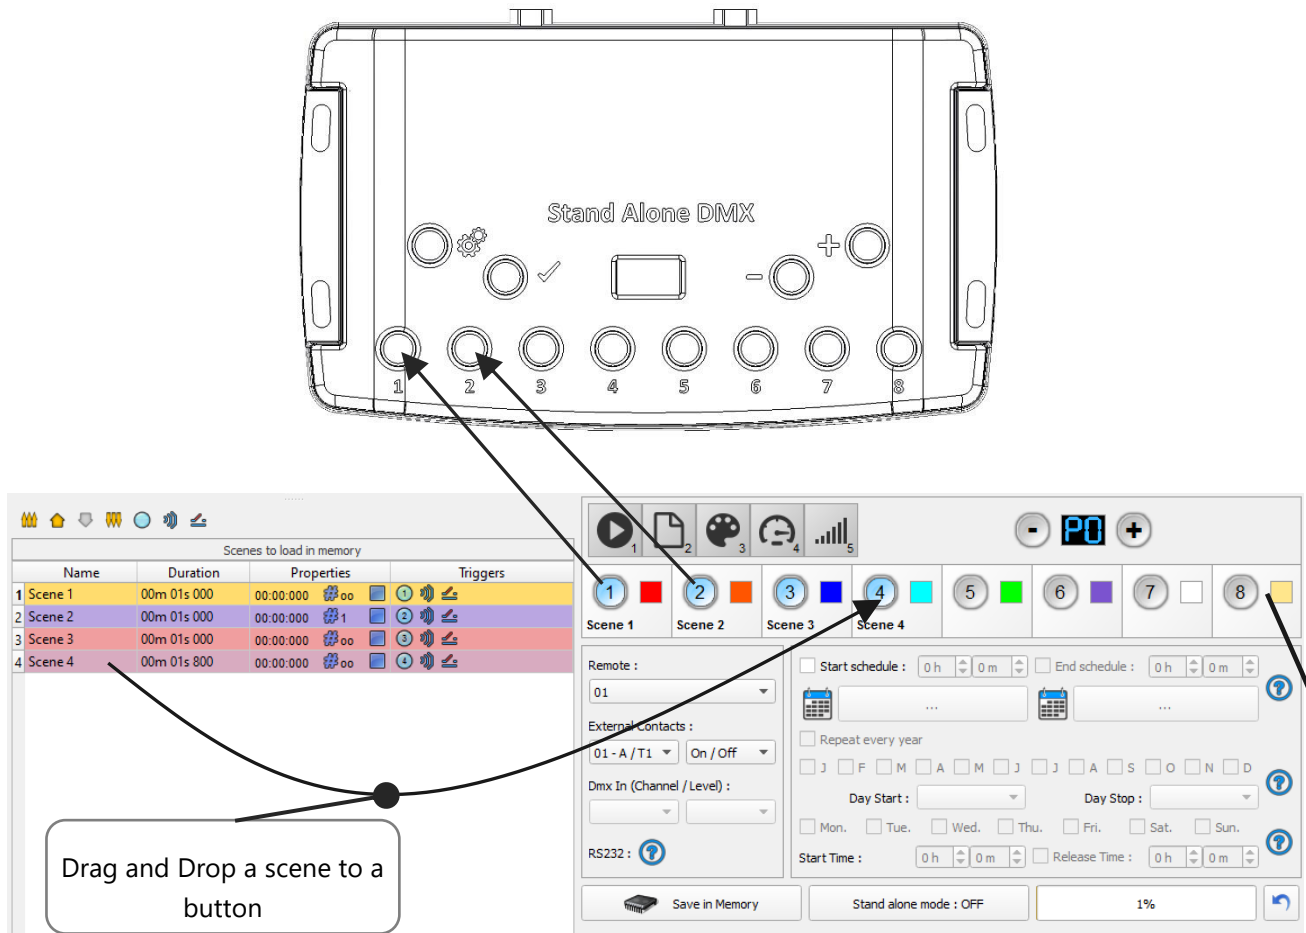 Stand Alone DMX
1 2 3 4 5 6 7 8
Scenes to load in memory
Name Duration Properties Triggers
1 Scene 1 00m 01s 000 00:00:000 oo 1
2 Scene 2 00m 01s 000 00:00:000 1 2
3 Scene 3 00m 01s 000 00:00:000 oo 3
4 Scene 4 00m 01s 800 00:00:000 oo 4
Drag and Drop a scene to a
button
1 2 3 4 5
- P0 +
1 2 3 4 5 6 7 8
Scene 1 Scene 2 Scene 3 Scene 4
Remote :
01
External Contacts :
01 - A / T1 On / Off
Dmx In (Channel / Level) :
RS232 : ?
Start schedule : 0 h 0 m End schedule : 0 h 0 m
?
... ...
Repeat every year
J F M A M J J A S O N D
?
Day Start : Day Stop :
Mon. Tue. Wed. Thu. Fri. Sat. Sun.
?
Start Time : 0 h 0 m Release Time : 0 h 0 m
Save in Memory Stand alone mode : OFF 1%